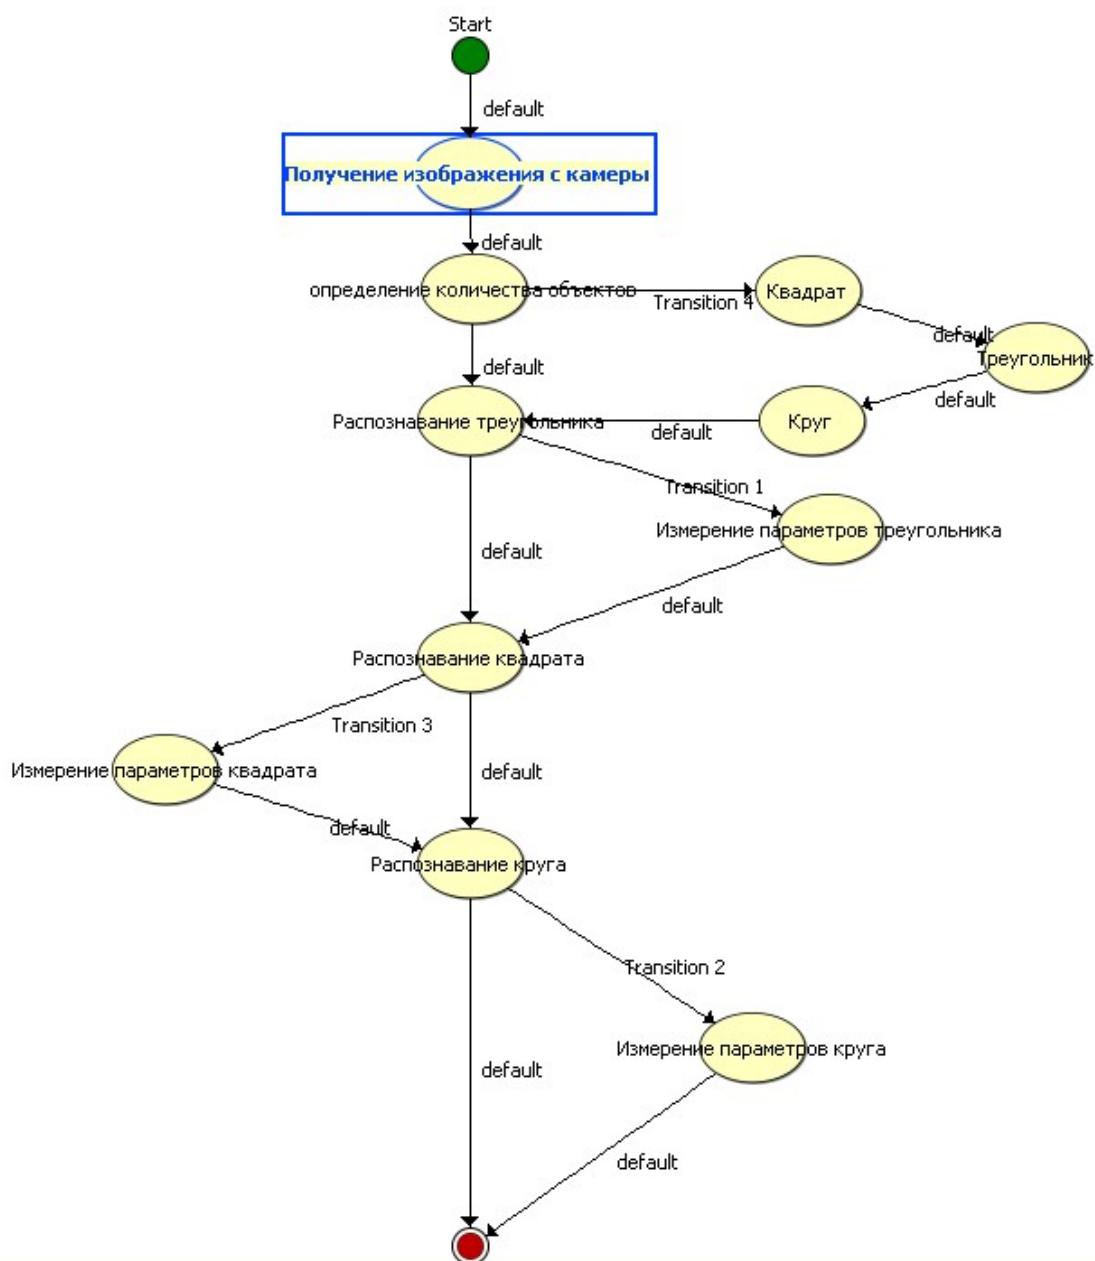 Start
default
Получение изображения с камеры
default
определение количества объектов
Transition 4
Квадрат
default
Треугольник
default
default
Распознавание треугольника
Круг
default
Transition 1
Измерение параметров треугольника
default
default
Распознавание квадрата
Transition 3
Измерение параметров квадрата
default
default
Распознавание круга
Transition 2
Измерение параметров круга
default
default